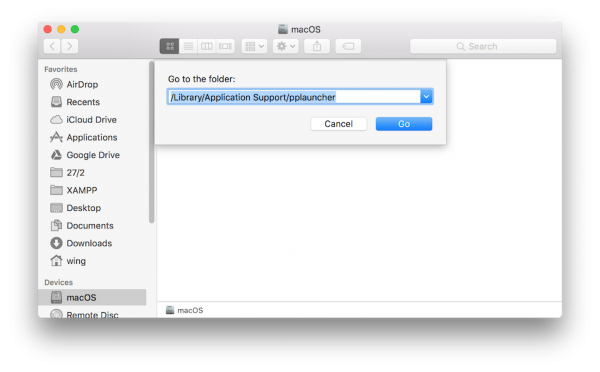 macOS
Search
Go to the folder:
/Library/Application Support/pplauncher
Cancel
Go
Favorites
AirDrop
Recents
iCloud Drive
Applications
Google Drive
27/2
XAMPP
Desktop
Documents
Downloads
wing
Devices
macOS
Remote Disc
macOS